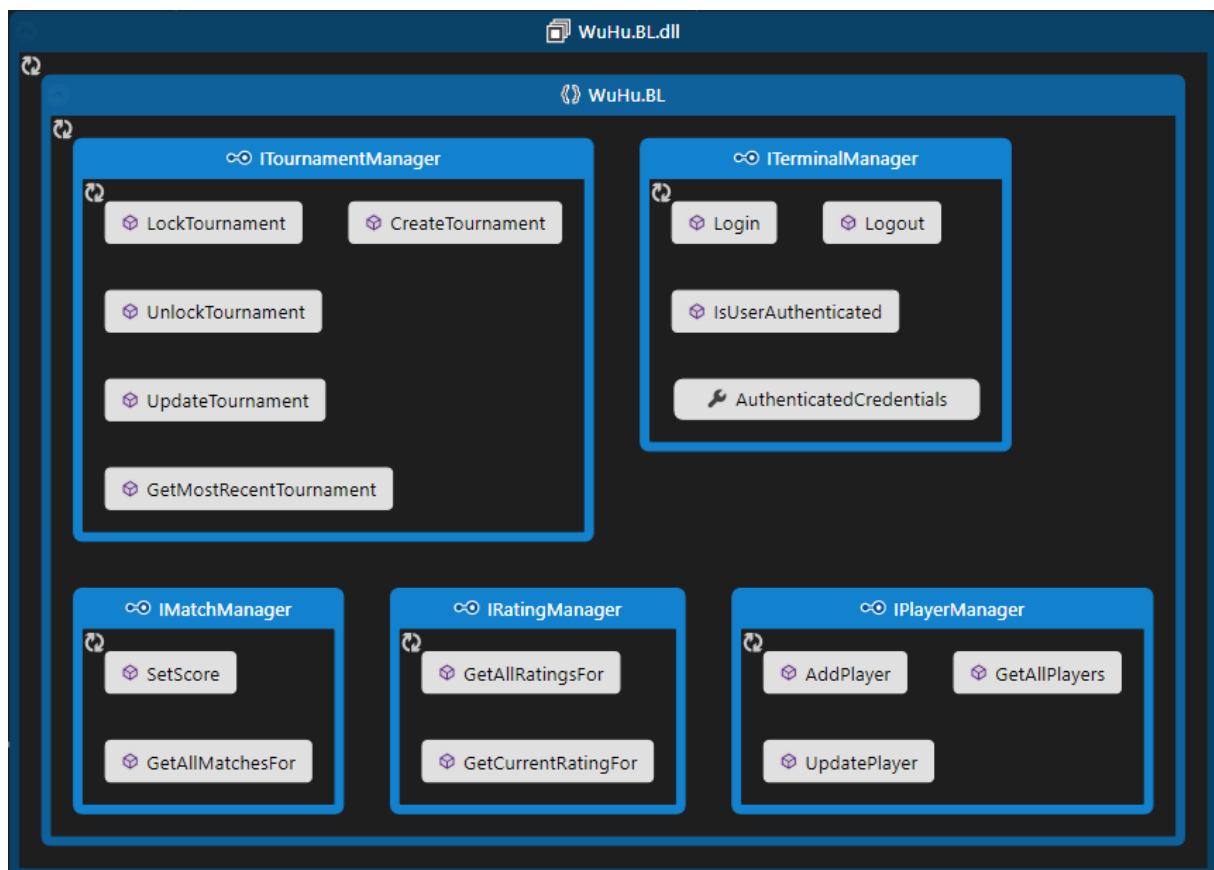 WuHu.BL.dll
WuHu.BL
ITournamentManager
LockTournament
CreateTournament
UnlockTournament
UpdateTournament
GetMostRecentTournament
ITerminalManager
Login
Logout
IsUserAuthenticated
AuthenticatedCredentials
IMatchManager
SetScore
GetAllMatchesFor
IRatingManager
GetAllRatingsFor
GetCurrentRatingFor
IPlayerManager
AddPlayer
GetAllPlayers
UpdatePlayer